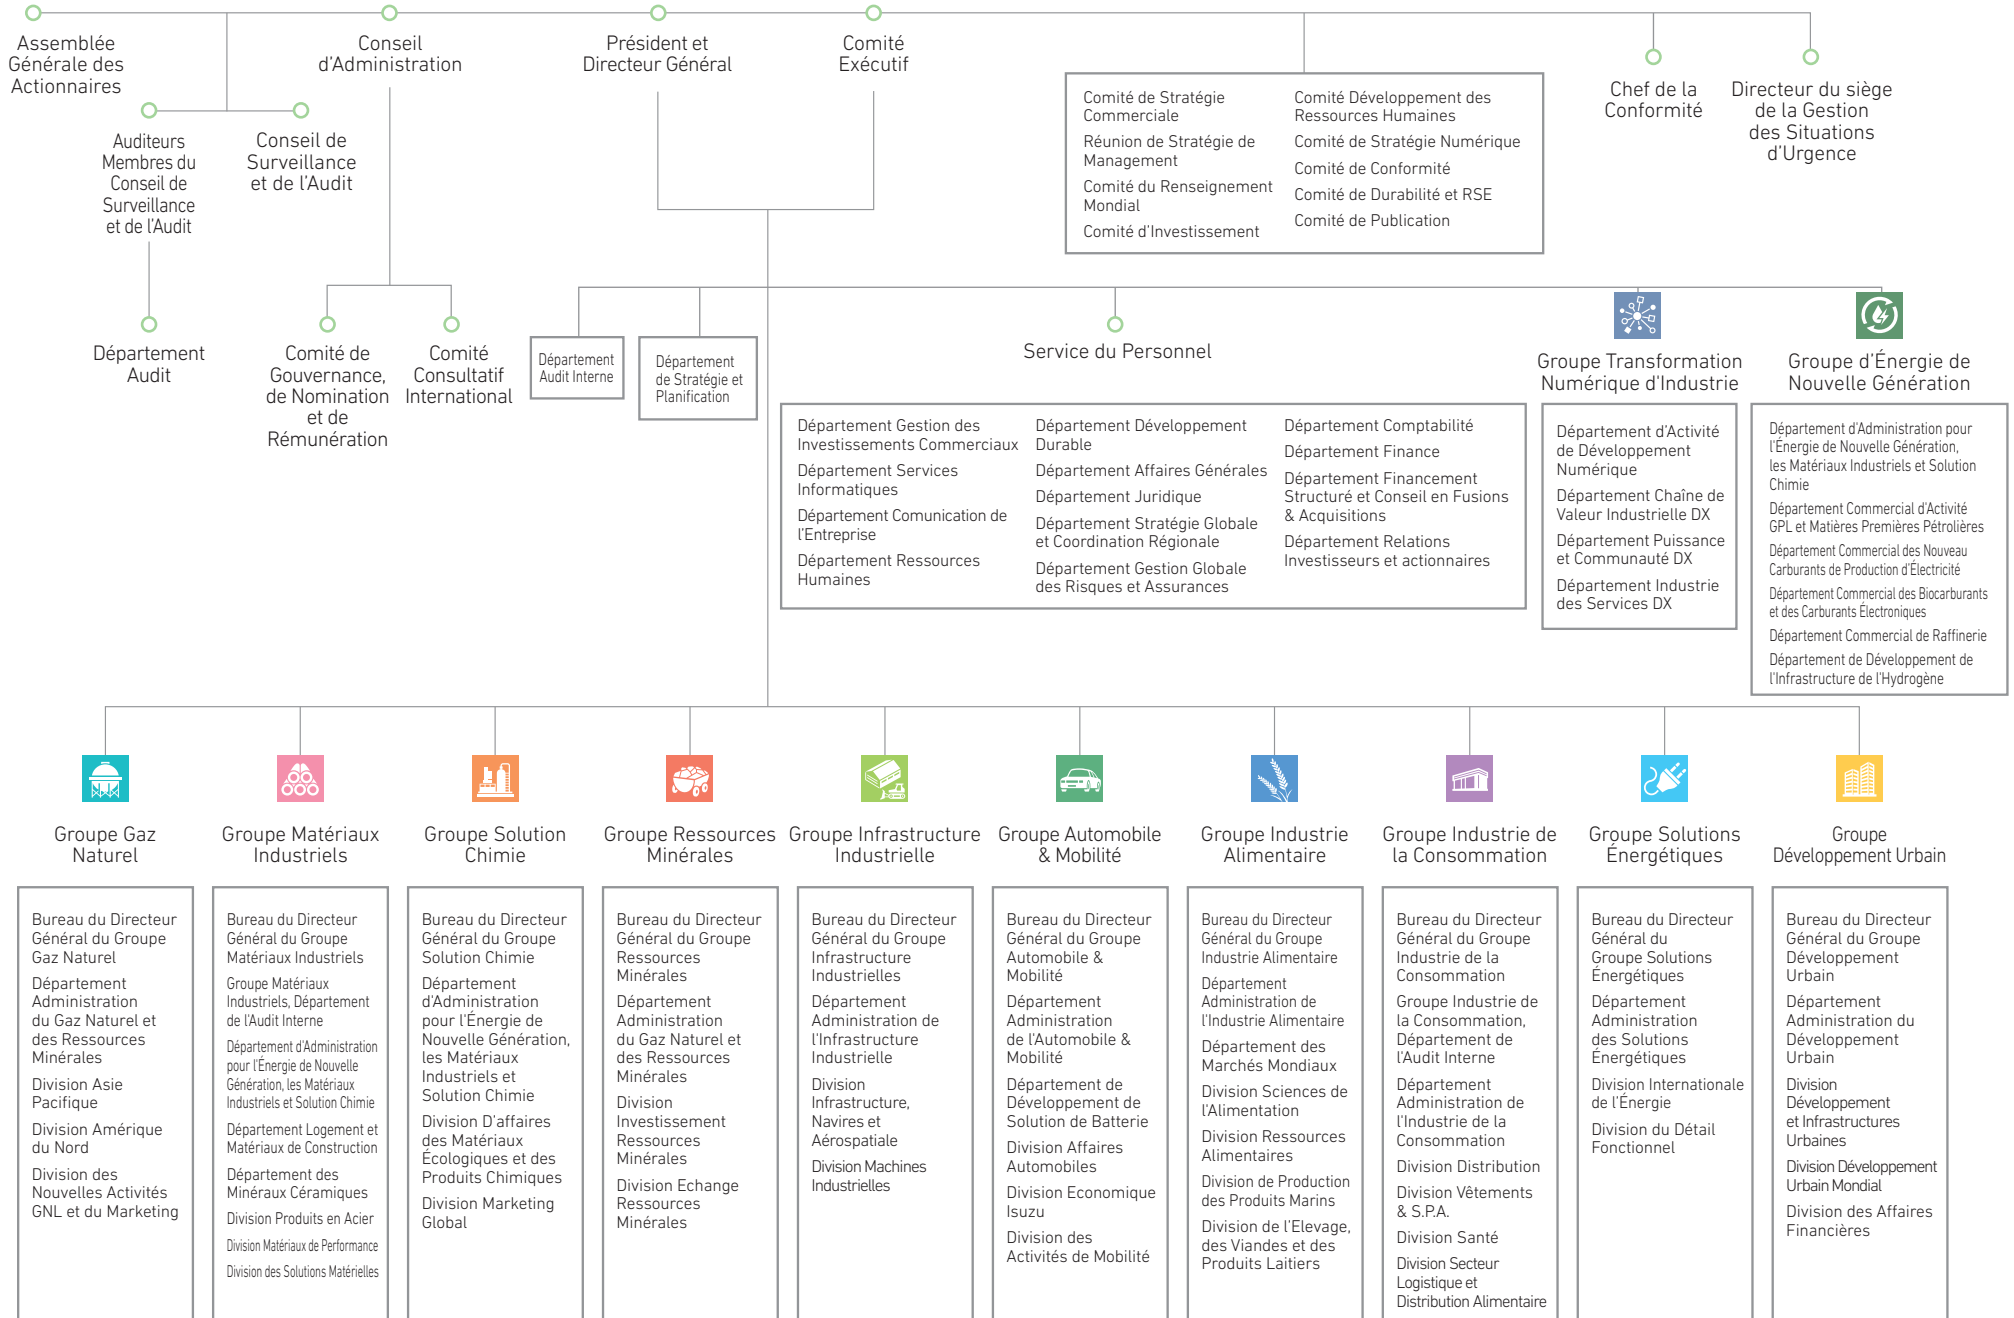 Assemblée
Générale des
Actionnaires
Conseil
d'Administration
Président et
Directeur Général
Comité
Exécutif
Auditeurs
Membres du
Conseil de
Surveillance
et de l'Audit
Conseil de
Surveillance
et de l'Audit
Comité de Stratégie
Commerciale
Réunion de Stratégie de
Management
Comité du Renseignement
Mondial
Comité d'Investissement
Comité Développement des
Ressources Humaines
Comité de Stratégie Numérique
Comité de Conformité
Comité de Durabilité et RSE
Comité de Publication
Chef de la
Conformité
Directeur du siège
de la Gestion
des Situations
d'Urgence
Département
Audit
Comité de
Gouvernance,
de Nomination
et de
Rémunération
Comité
Consultatif
International
Département
Audit Interne
Département
de Stratégie et
Planification
Service du Personnel
Département Gestion des
Investissements Commerciaux
Département Services
Informatiques
Département Comunication de
l'Entreprise
Département Ressources
Humaines
Département Développement
Durable
Département Affaires Générales
Département Juridique
Département Stratégie Globale
et Coordination Régionale
Département Gestion Globale
des Risques et Assurances
Département Comptabilité
Département Finance
Département Financement
Structuré et Conseil en Fusions
& Acquisitions
Département Relations
Investisseurs et actionnaires
Groupe Transformation
Numérique d'Industrie
Département d'Activité
de Développement
Numérique
Département Chaîne de
Valeur Industrielle DX
Département Puissance
et Communauté DX
Département Industrie
des Services DX
Groupe d'Énergie de
Nouvelle Génération
Département d'Administration pour
l'Énergie de Nouvelle Génération,
les Matériaux Industriels et Solution
Chimie
Département Commercial d'Activité
GPL et Matières Premières Pétrolières
Département Commercial des Nouveau
Carburants de Production d'Électricité
Département Commercial des Biocarburants
et des Carburants Électroniques
Département Commercial de Raffinerie
Département de Développement de
l'Infrastructure de l'Hydrogène
Groupe Gaz
Naturel
Bureau du Directeur
Général du Groupe
Gaz Naturel
Département
Administration
du Gaz Naturel et
des Ressources
Minérales
Division Asie
Pacifique
Division Amérique
du Nord
Division des
Nouvelles Activités
GNL et du Marketing
Groupe Matériaux
Industriels
Bureau du Directeur
Général du Groupe
Matériaux Industriels
Groupe Matériaux
Industriels, Département
de l'Audit Interne
Département d'Administration
pour l'Énergie de Nouvelle
Génération, les Matériaux
Industriels et Solution Chimie
Département Logement et
Matériaux de Construction
Département des
Minéraux Céramiques
Division Produits en Acier
Division Matériaux de Performance
Division des Solutions Matérielles
Groupe Solution
Chimie
Bureau du Directeur
Général du Groupe
Solution Chimie
Département
d'Administration
pour l'Énergie de
Nouvelle Génération,
les Matériaux
Industriels et
Solution Chimie
Division D'affaires
des Matériaux
Écologiques et des
Produits Chimiques
Division Marketing
Global
Groupe Ressources
Minérales
Bureau du Directeur
Général du Groupe
Ressources
Minérales
Département
Administration
du Gaz Naturel et
des Ressources
Minérales
Division
Investissement
Ressources
Minérales
Division Echange
Ressources
Minérales
Groupe Infrastructure
Industrielle
Bureau du Directeur
Général du Groupe
Infrastructure
Industrielles
Département
Administration de
l'Infrastructure
Industrielle
Division
Infrastructure,
Navires et
Aérospatiale
Division Machines
Industrielles
Groupe Automobile
& Mobilité
Bureau du Directeur
Général du Groupe
Automobile &
Mobilité
Département
Administration
de l'Automobile &
Mobilité
Département de
Développement de
Solution de Batterie
Division Affaires
Automobiles
Division Economique
Isuzu
Division des
Activités de Mobilité
Groupe Industrie
Alimentaire
Bureau du Directeur
Général du Groupe
Industrie Alimentaire
Département
Administration de
l'Industrie Alimentaire
Département des
Marchés Mondiaux
Division Sciences de
l'Alimentation
Division Ressources
Alimentaires
Division de Production
des Produits Marins
Division de l'Elevage,
des Viandes et des
Produits Laitiers
Groupe Industrie de
la Consommation
Bureau du Directeur
Général du Groupe
Industrie de la
Consommation
Groupe Industrie de
la Consommation,
Département de
l'Audit Interne
Département
Administration de
l'Industrie de la
Consommation
Division Distribution
Division Vêtements
& S.P.A.
Division Santé
Division Secteur
Logistique et
Distribution Alimentaire
Groupe Solutions
Énergétiques
Bureau du Directeur
Général du
Groupe Solutions
Énergétiques
Département
Administration
des Solutions
Énergétiques
Division Internationale
de l'Énergie
Division du Détail
Fonctionnel
Groupe
Développement Urbain
Bureau du Directeur
Général du Groupe
Développement
Urbain
Département
Administration du
Développement
Urbain
Division
Développement
et Infrastructures
Urbaines
Division Développement
Urbain Mondial
Division des Affaires
Financières